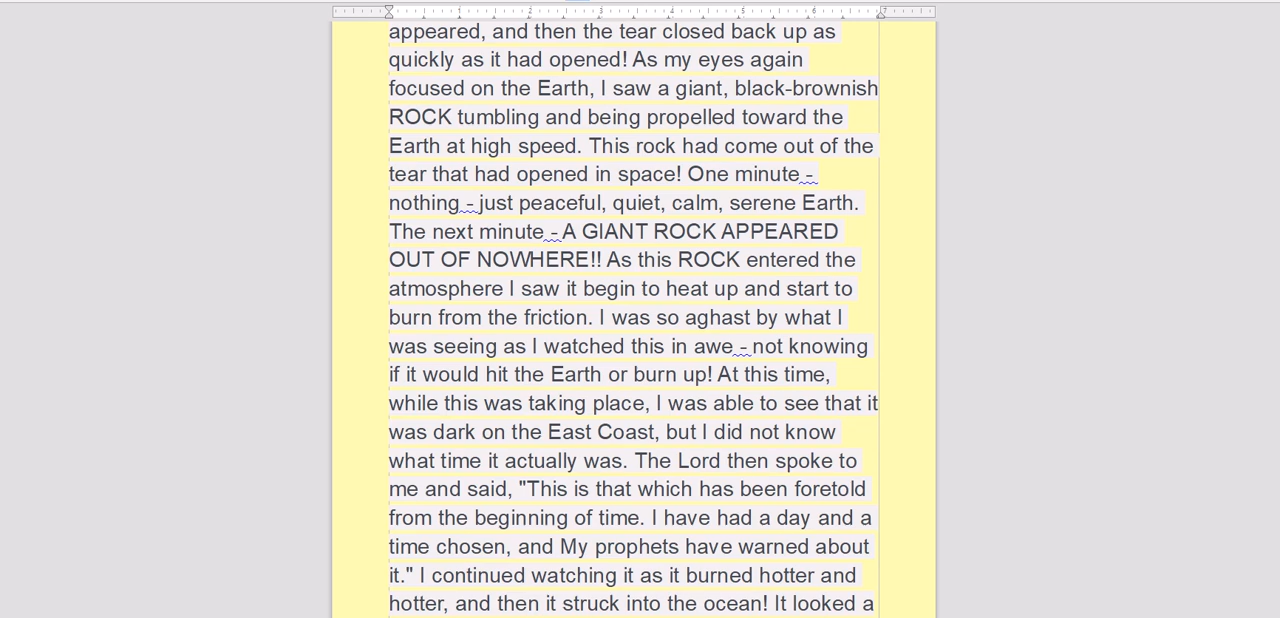 1 2 3 4 5 6 7
appeared, and then the tear closed back up as
quickly as it had opened! As my eyes again
focused on the Earth, I saw a giant, black-brownish
ROCK tumbling and being propelled toward the
Earth at high speed. This rock had come out of the
tear that had opened in space! One minute -
nothing - just peaceful, quiet, calm, serene Earth.
The next minute - A GIANT ROCK APPEARED
OUT OF NOWHERE!! As this ROCK entered the
atmosphere I saw it begin to heat up and start to
burn from the friction. I was so aghast by what I
was seeing as I watched this in awe - not knowing
if it would hit the Earth or burn up! At this time,
while this was taking place, I was able to see that it
was dark on the East Coast, but I did not know
what time it actually was. The Lord then spoke to
me and said, "This is that which has been foretold
from the beginning of time. I have had a day and a
time chosen, and My prophets have warned about
it." I continued watching it as it burned hotter and
hotter, and then it struck into the ocean! It looked a